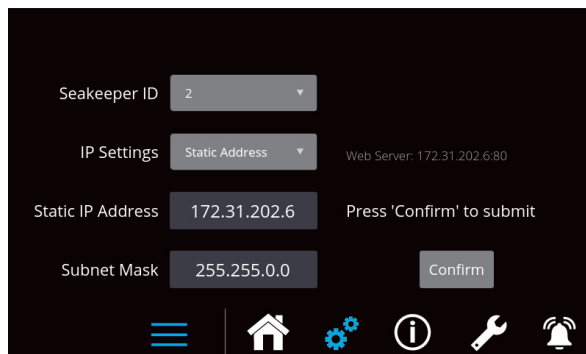 Seakeeper ID 2
IP Settings Static Address Web Server: 172.31.202.6:80
Static IP Address 172.31.202.6 Press 'Confirm' to submit
Subnet Mask 255.255.0.0 Confirm